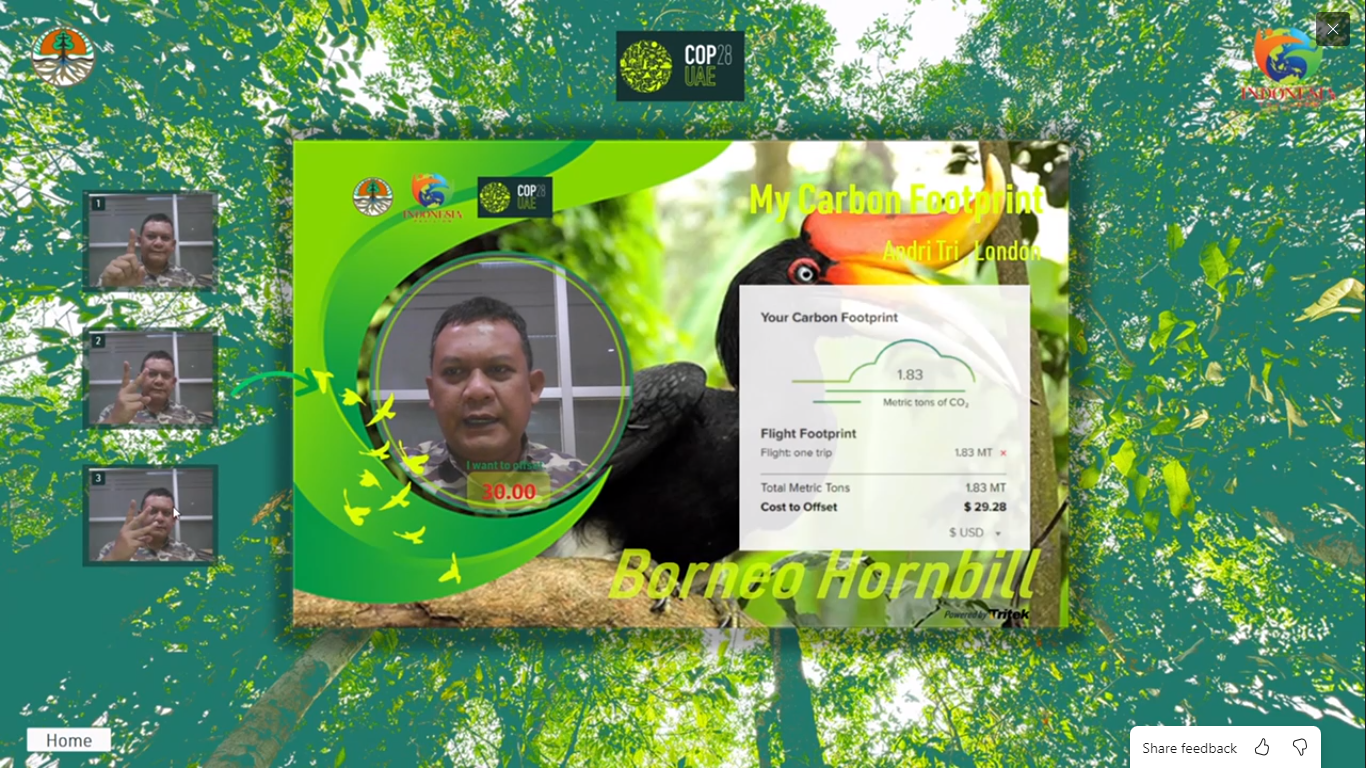 COP28
UAE
INDONESIA
1
2
3
INDONESIA
COP28
UAE
My Carbon Footprint
Andri Tri London
Your Carbon Footprint
1.83
Metric tons of CO₂
Flight Footprint
Flight: one trip 1.83 MT ×
Total Metric Tons 1.83 MT
Cost to Offset $ 29.28
$ USD
I want to offset
30.00
Borneo Hornbill
Powered by Tritek
Home
Share feedback